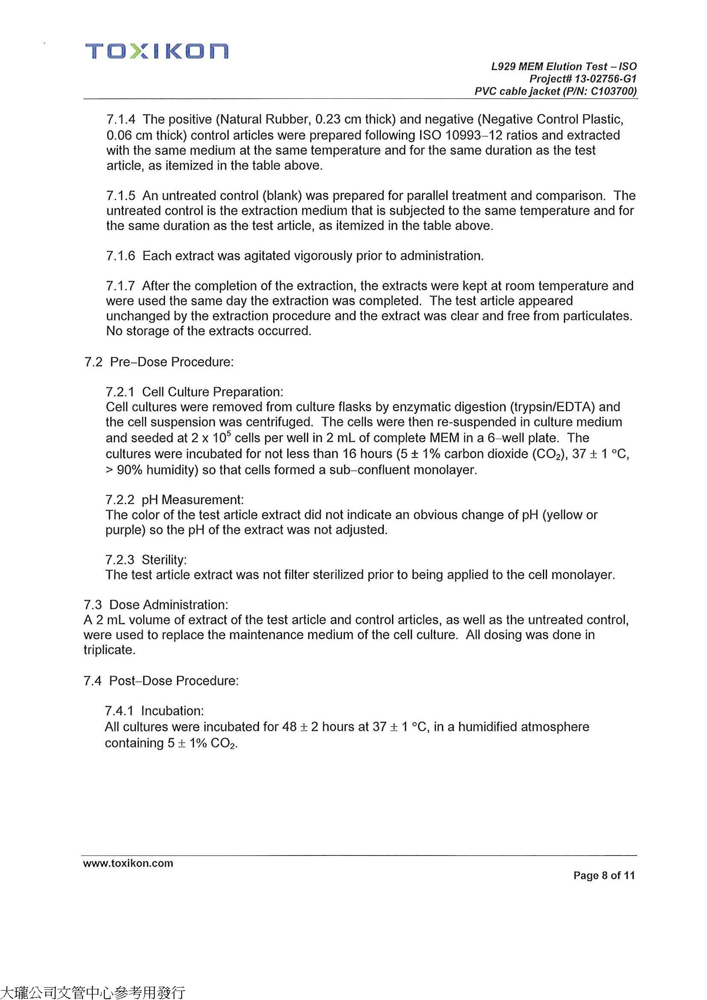 TOXIKON
L929 MEM Elution Test – ISO
Project# 13-02756-G1
PVC cable jacket (P/N: C103700)
7.1.4 The positive (Natural Rubber, 0.23 cm thick) and negative (Negative Control Plastic,
0.06 cm thick) control articles were prepared following ISO 10993–12 ratios and extracted
with the same medium at the same temperature and for the same duration as the test
article, as itemized in the table above.
7.1.5 An untreated control (blank) was prepared for parallel treatment and comparison. The
untreated control is the extraction medium that is subjected to the same temperature and for
the same duration as the test article, as itemized in the table above.
7.1.6 Each extract was agitated vigorously prior to administration.
7.1.7 After the completion of the extraction, the extracts were kept at room temperature and
were used the same day the extraction was completed. The test article appeared
unchanged by the extraction procedure and the extract was clear and free from particulates.
No storage of the extracts occurred.
7.2 Pre–Dose Procedure:
7.2.1 Cell Culture Preparation:
Cell cultures were removed from culture flasks by enzymatic digestion (trypsin/EDTA) and
the cell suspension was centrifuged. The cells were then re-suspended in culture medium
and seeded at 2 x 10⁵ cells per well in 2 mL of complete MEM in a 6–well plate. The
cultures were incubated for not less than 16 hours (5 ± 1% carbon dioxide (CO₂), 37 ± 1 °C,
> 90% humidity) so that cells formed a sub–confluent monolayer.
7.2.2 pH Measurement:
The color of the test article extract did not indicate an obvious change of pH (yellow or
purple) so the pH of the extract was not adjusted.
7.2.3 Sterility:
The test article extract was not filter sterilized prior to being applied to the cell monolayer.
7.3 Dose Administration:
A 2 mL volume of extract of the test article and control articles, as well as the untreated control,
were used to replace the maintenance medium of the cell culture. All dosing was done in
triplicate.
7.4 Post–Dose Procedure:
7.4.1 Incubation:
All cultures were incubated for 48 ± 2 hours at 37 ± 1 °C, in a humidified atmosphere
containing 5 ± 1% CO₂.
www.toxikon.com
Page 8 of 11
大瓏公司文管中心參考用發行